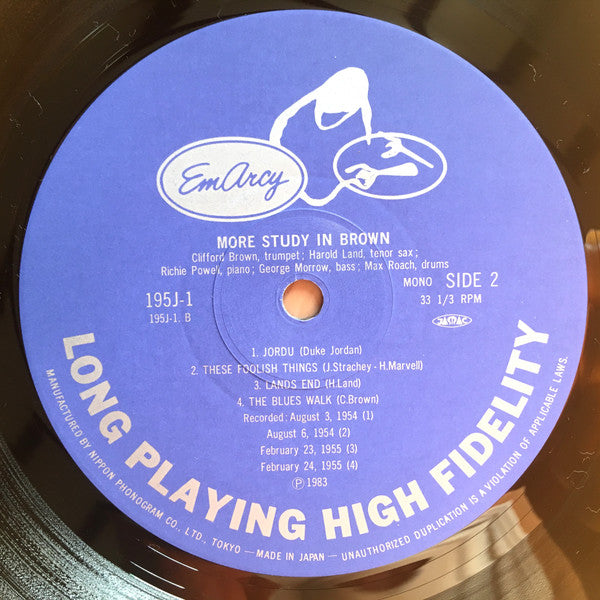 EmArcy
MORE STUDY IN BROWN
Clifford Brown, trumpet; Harold Land, tenor sax;
Richie Powell, piano; George Morrow, bass; Max Roach, drums
195J-1
195J-1. B
MONO SIDE 2
33 1/3 RPM
JASRAC
1. JORDU (Duke Jordan)
2. THESE FOOLISH THINGS (J.Strachey-H.Marvell)
3. LANDS END (H.Land)
4. THE BLUES WALK (C.Brown)
Recorded: August 3, 1954 (1)
August 6, 1954 (2)
February 23, 1955 (3)
February 24, 1955 (4)
Ⓟ 1983
LONG PLAYING HIGH FIDELITY
MANUFACTURED BY NIPPON PHONOGRAM CO., LTD., TOKYO — MADE IN JAPAN — UNAUTHORIZED DUPLICATION IS A VIOLATION OF APPLICABLE LAWS.